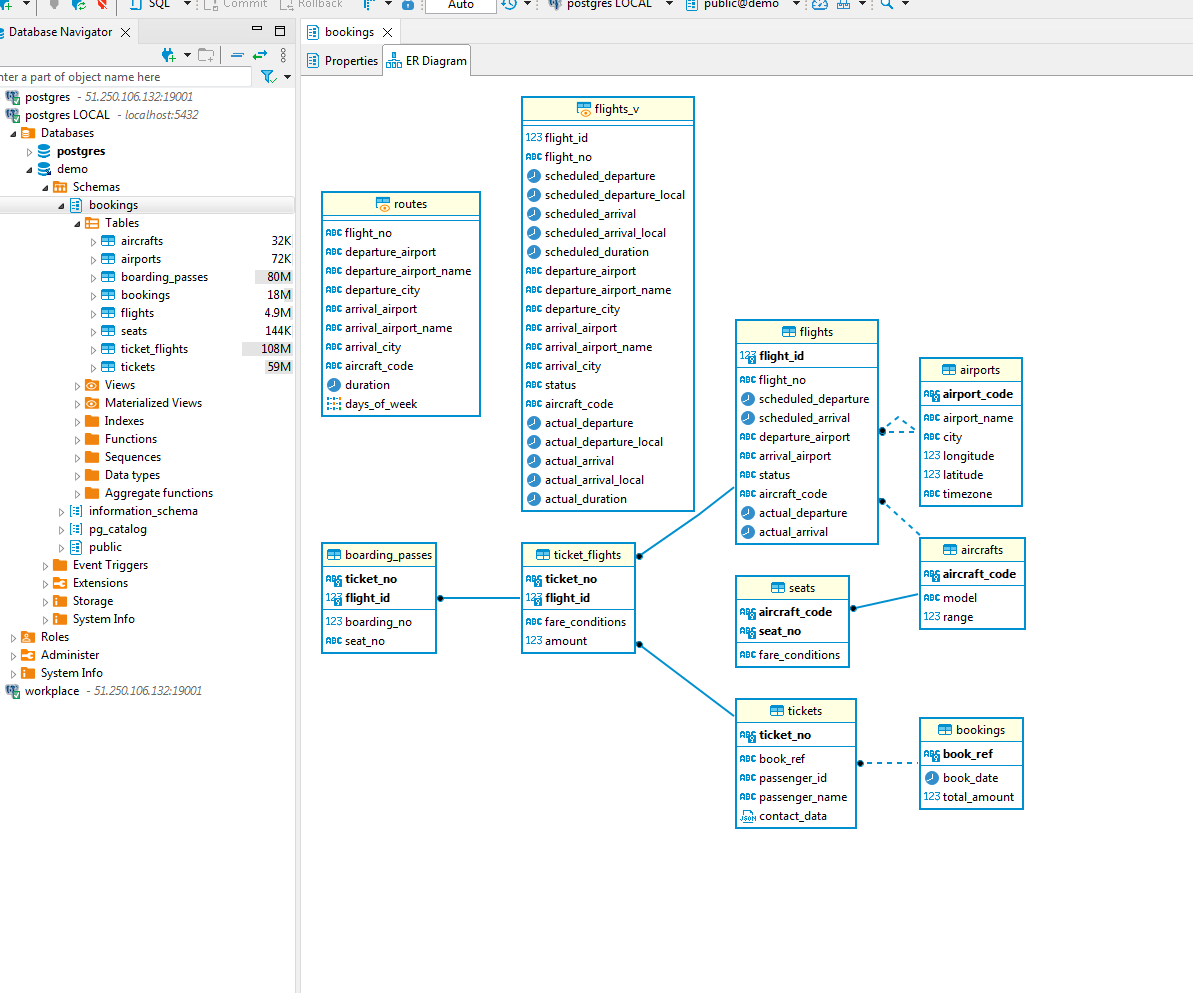 SQL
Commit
Rollback
Auto
postgres LOCAL
public@demo
Database Navigator
bookings
Properties
ER Diagram
nter a part of object name here
postgres - 51.250.106.132:19001
postgres LOCAL - localhost:5432
Databases
postgres
demo
Schemas
bookings
Tables
aircrafts 32K
airports 72K
boarding_passes 80M
bookings 18M
flights 4.9M
seats 144K
ticket_flights 108M
tickets 59M
Views
Materialized Views
Indexes
Functions
Sequences
Data types
Aggregate functions
information_schema
pg_catalog
public
Event Triggers
Extensions
Storage
System Info
Roles
Administer
System Info
workplace - 51.250.106.132:19001
routes
ABC flight_no
ABC departure_airport
ABC departure_airport_name
ABC departure_city
ABC arrival_airport
ABC arrival_airport_name
ABC arrival_city
ABC aircraft_code
duration
days_of_week
flights_v
123 flight_id
ABC flight_no
scheduled_departure
scheduled_departure_local
scheduled_arrival
scheduled_arrival_local
scheduled_duration
ABC departure_airport
ABC departure_airport_name
ABC departure_city
ABC arrival_airport
ABC arrival_airport_name
ABC arrival_city
ABC status
ABC aircraft_code
actual_departure
actual_departure_local
actual_arrival
actual_arrival_local
actual_duration
flights
123 flight_id
ABC flight_no
scheduled_departure
scheduled_arrival
ABC departure_airport
ABC arrival_airport
ABC status
ABC aircraft_code
actual_departure
actual_arrival
airports
ABC airport_code
ABC airport_name
ABC city
123 longitude
123 latitude
ABC timezone
boarding_passes
ABC ticket_no
123 flight_id
123 boarding_no
ABC seat_no
ticket_flights
ABC ticket_no
123 flight_id
ABC fare_conditions
123 amount
aircrafts
ABC aircraft_code
ABC model
123 range
seats
ABC aircraft_code
ABC seat_no
ABC fare_conditions
tickets
ABC ticket_no
ABC book_ref
ABC passenger_id
ABC passenger_name
JSON contact_data
bookings
ABC book_ref
book_date
123 total_amount